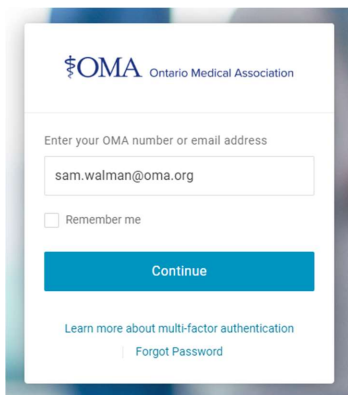 OMA Ontario Medical Association
Enter your OMA number or email address
sam.walman@oma.org
Remember me
Continue
Learn more about multi-factor authentication
Forgot Password